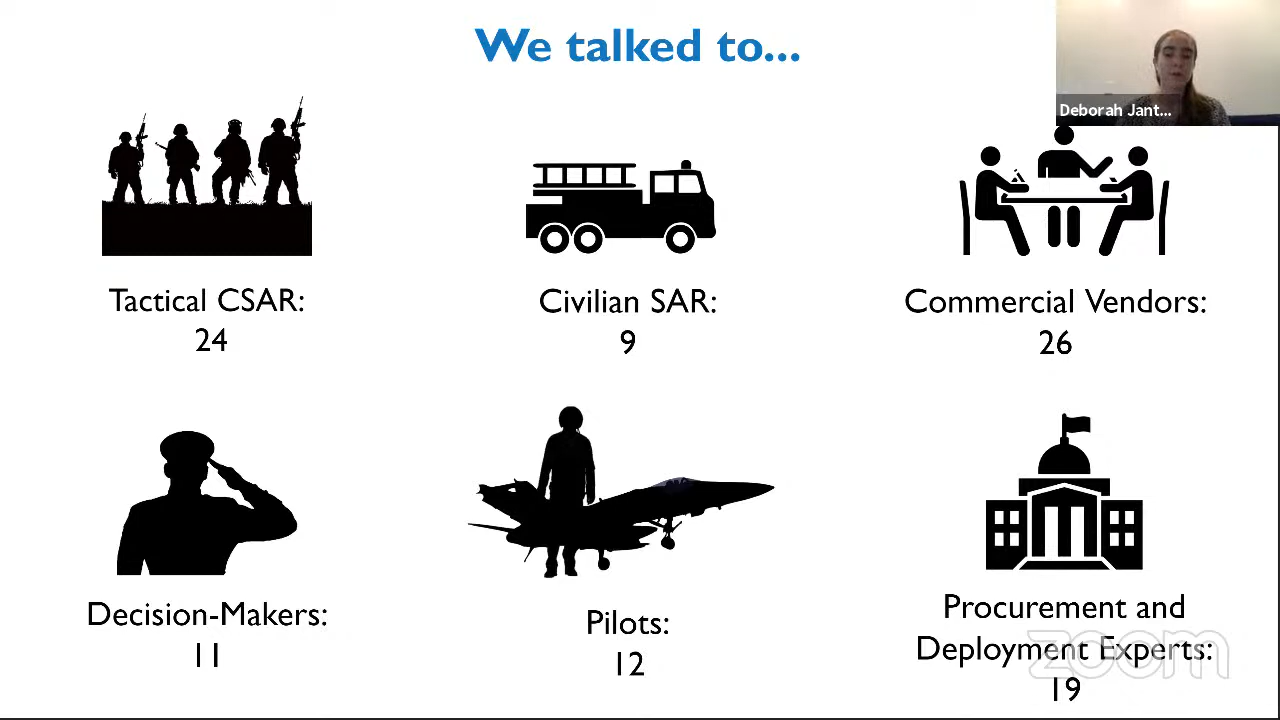 We talked to...
Deborah Jant...
Tactical CSAR:
24
Civilian SAR:
9
Commercial Vendors:
26
Decision-Makers:
11
Pilots:
12
Procurement and
Deployment Experts:
19
zoom